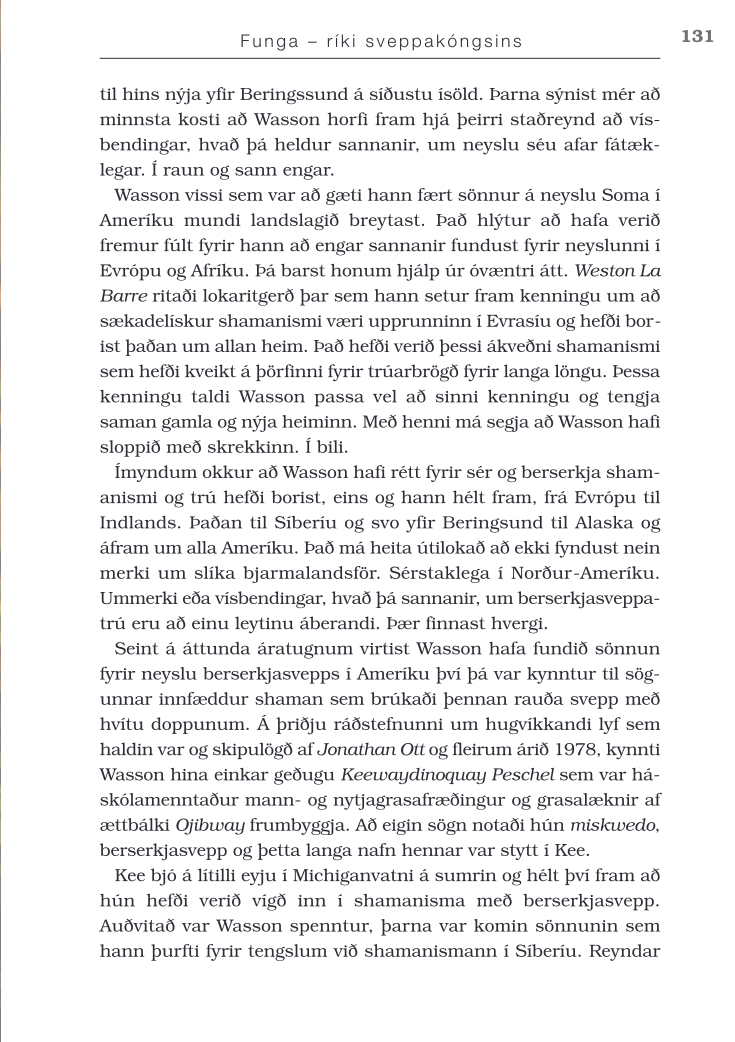 Funga – ríki sveppakóngsins
131
til hins nýja yfir Beringssund á síðustu ísöld. Þarna sýnist mér að
minnsta kosti að Wasson horfi fram hjá þeirri staðreynd að vís-
bendingar, hvað þá heldur sannanir, um neyslu séu afar fátæk-
legar. Í raun og sann engar.
Wasson vissi sem var að gæti hann fært sönnur á neyslu Soma í
Ameríku mundi landslagið breytast. Það hlýtur að hafa verið
fremur fúlt fyrir hann að engar sannanir fundust fyrir neyslunni í
Evrópu og Afríku. Þá barst honum hjálp úr óvæntri átt. Weston La
Barre ritaði lokaritgerð þar sem hann setur fram kenningu um að
sækadelískur shamanismi væri upprunninn í Evrasíu og hefði bor-
ist þaðan um allan heim. Það hefði verið þessi ákveðni shamanismi
sem hefði kveikt á þörfinni fyrir trúarbrögð fyrir langa löngu. Þessa
kenningu taldi Wasson passa vel að sinni kenningu og tengja
saman gamla og nýja heiminn. Með henni má segja að Wasson hafi
sloppið með skrekkinn. Í bili.
Ímyndum okkur að Wasson hafi rétt fyrir sér og berserkja sham-
anismi og trú hefði borist, eins og hann hélt fram, frá Evrópu til
Indlands. Þaðan til Síberíu og svo yfir Beringsund til Alaska og
áfram um alla Ameríku. Það má heita útilokað að ekki fyndust nein
merki um slíka bjarmalandsför. Sérstaklega í Norður-Ameríku.
Ummerki eða vísbendingar, hvað þá sannanir, um berserkjasveppa-
trú eru að einu leytinu áberandi. Þær finnast hvergi.
Seint á áttunda áratugnum virtist Wasson hafa fundið sönnun
fyrir neyslu berserkjasvepps í Ameríku því þá var kynntur til sög-
unnar innfæddur shaman sem brúkaði þennan rauða svepp með
hvítu doppunum. Á þriðju ráðstefnunni um hugvíkkandi lyf sem
haldin var og skipulögð af Jonathan Ott og fleirum árið 1978, kynnti
Wasson hina einkar geðugu Keewaydinoquay Peschel sem var há-
skólamenntaður mann- og nytjagrasafræðingur og grasalæknir af
ættbálki Ojibway frumbyggja. Að eigin sögn notaði hún miskwedo,
berserkjasvepp og þetta langa nafn hennar var stytt í Kee.
Kee bjó á lítilli eyju í Michiganvatni á sumrin og hélt því fram að
hún hefði verið vígð inn í shamanisma með berserkjasvepp.
Auðvitað var Wasson spenntur, þarna var komin sönnunin sem
hann þurfti fyrir tengslum við shamanismann í Síberíu. Reyndar